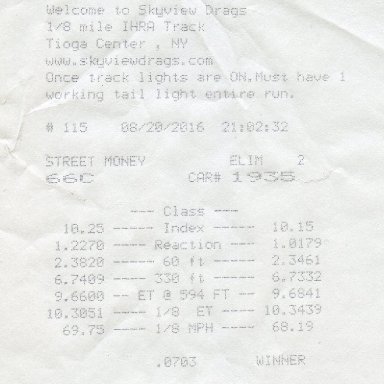 Welcome to Skyview Drags
1/8 mile IHRA Track
Tioga Center , NY
www.skyviewdrags.com
Once track lights are ON.Must have 1
working tail light entire run.
# 115 08/20/2016 21:02:32
STREET MONEY ELIM 2
66C CAR# 1935
--- Class ---
10.25 ----- Index ----- 10.15
1.2270 ---- Reaction --- 1.0179
2.3820 ----- 60 ft ----- 2.3461
6.7409 ---- 330 ft ---- 6.7332
9.6600 -- ET @ 594 FT -- 9.6841
10.3051 ---- 1/8 ET ---- 10.3439
69.75 ---- 1/8 MPH ---- 68.19
.0703 WINNER